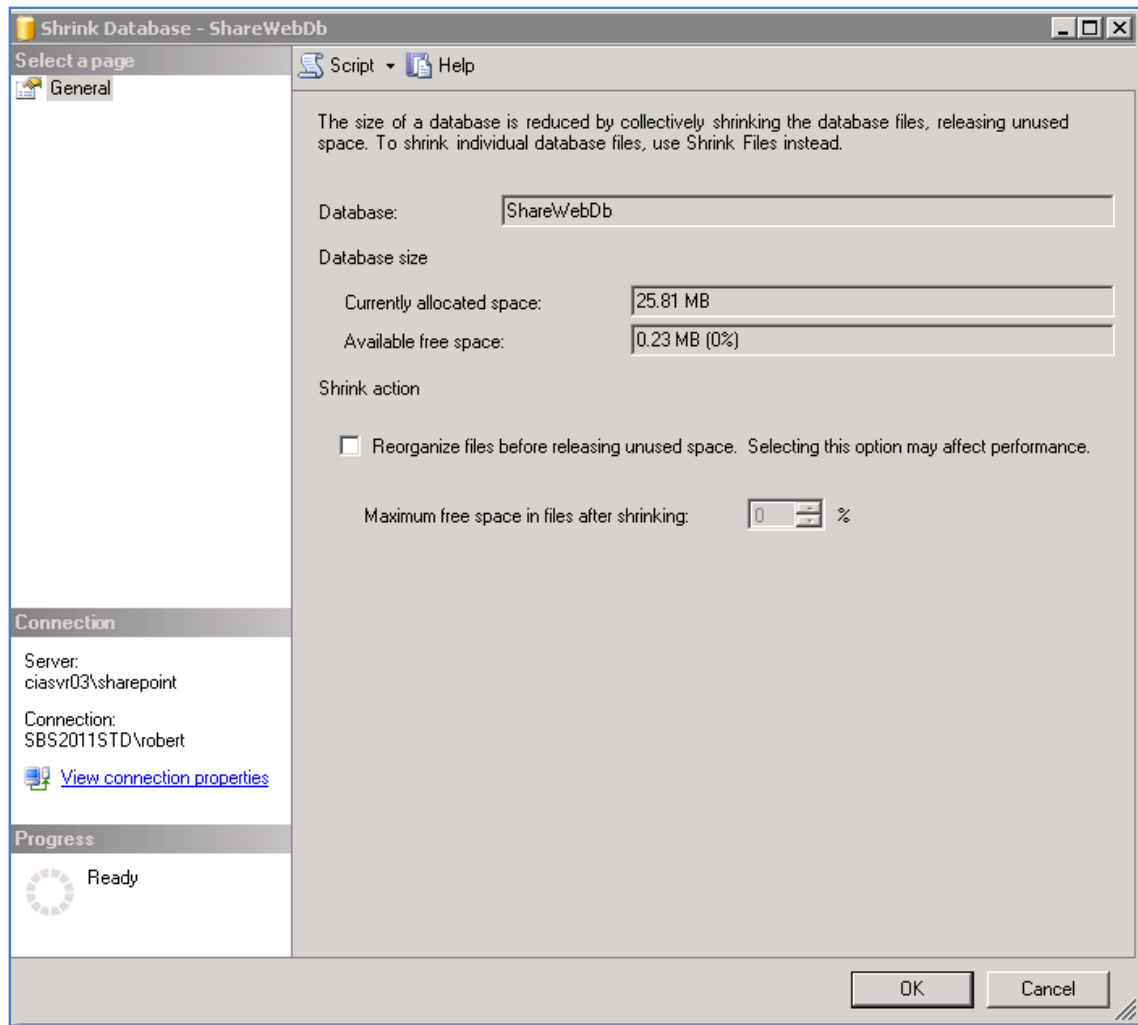 Shrink Database - ShareWebDb
Select a page
General
Script Help
The size of a database is reduced by collectively shrinking the database files, releasing unused
space. To shrink individual database files, use Shrink Files instead.
Database: ShareWebDb
Database size
Currently allocated space: 25.81 MB
Available free space: 0.23 MB (0%)
Shrink action
Reorganize files before releasing unused space. Selecting this option may affect performance.
Maximum free space in files after shrinking: 0 %
Connection
Server:
ciasvr03\sharepoint
Connection:
SBS2011STD\robert
View connection properties
Progress
Ready
OK Cancel